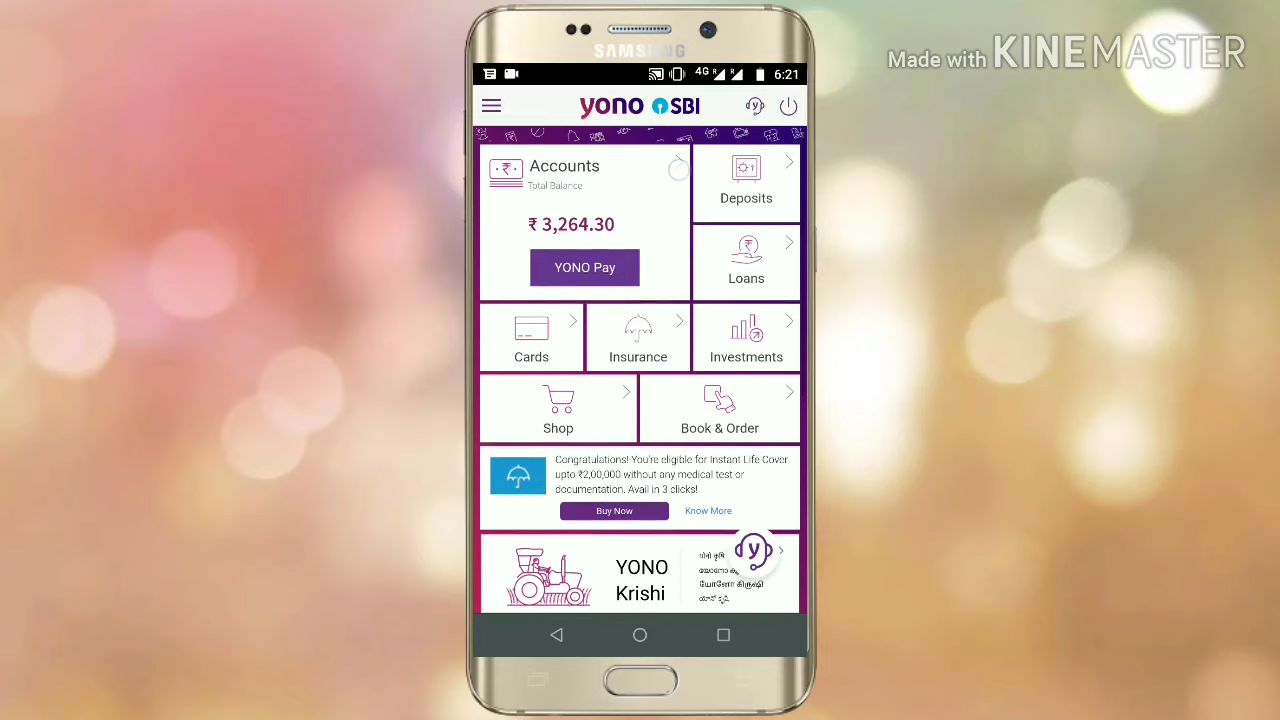 Made with KINEMASTER
SAMSUNG
4G R R 6:21
yono SBI
Accounts
Total Balance
₹ 3,264.30
YONO Pay
Deposits
Loans
Cards
Insurance
Investments
Shop
Book & Order
Congratulations! You're eligible for Instant Life Cover
upto ₹2,00,000 without any medical test or
documentation. Avail in 3 clicks!
Buy Now
Know More
YONO
Krishi
योनो कृषि
യോനോ
யோனோ கிருஷி